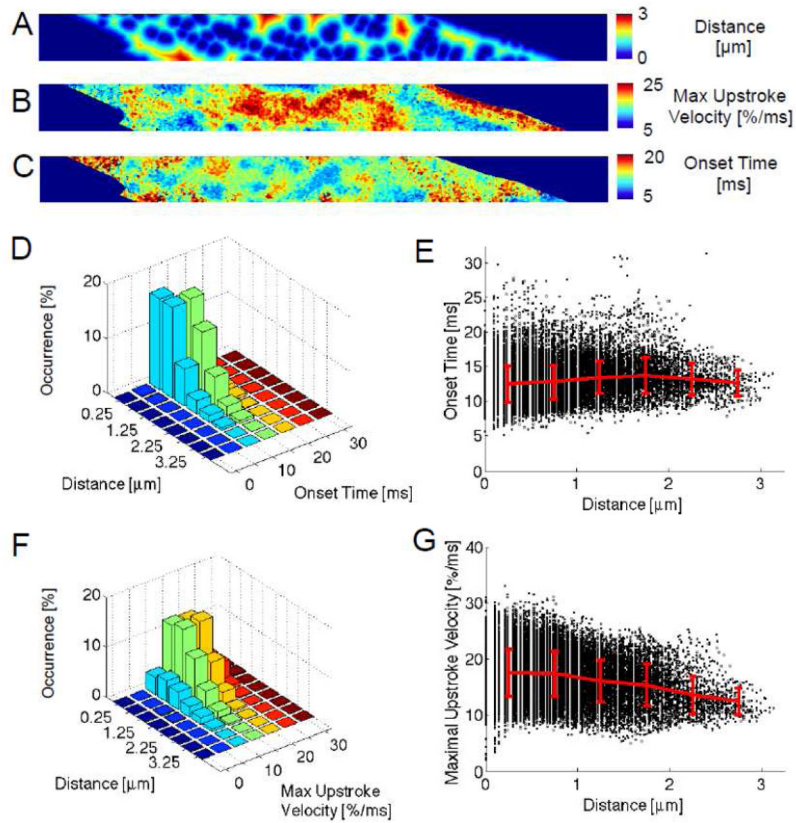 A
3
0
Distance
[µm]
B
25
5
Max Upstroke
Velocity [%/ms]
C
20
5
Onset Time
[ms]
D
20
10
0
Occurrence [%]
0.25
1.25
2.25
3.25
Distance [µm]
0
10
20
30
Onset Time [ms]
E
30
25
20
15
10
5
0
Onset Time [ms]
0
1
2
3
Distance [µm]
F
20
10
0
Occurrence [%]
0.25
1.25
2.25
3.25
Distance [µm]
0
10
20
30
Max Upstroke
Velocity [%/ms]
G
40
30
20
10
0
Maximal Upstroke Velocity [%/ms]
0
1
2
3
Distance [µm]